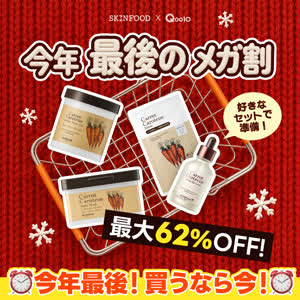 SKINFOOD X Qoo10
今年 最後の メガ割
好きな
セットで
準備！
Carrot
Carotene
Carrot
Carotene
Carrot
Carotene
最大62%OFF!
今年最後！買うなら今！